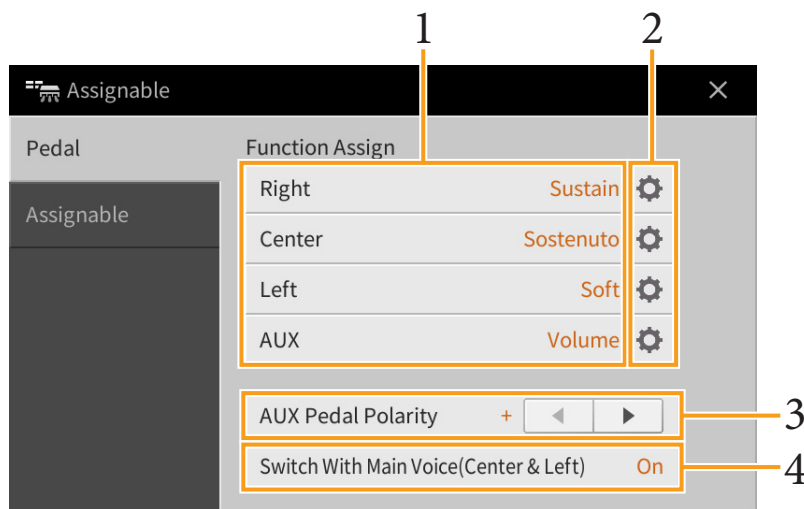 1 2
Assignable
Pedal Function Assign
Right Sustain
Assignable
Center Sostenuto
Left Soft
AUX Volume
AUX Pedal Polarity +
3
Switch With Main Voice(Center & Left) On
4